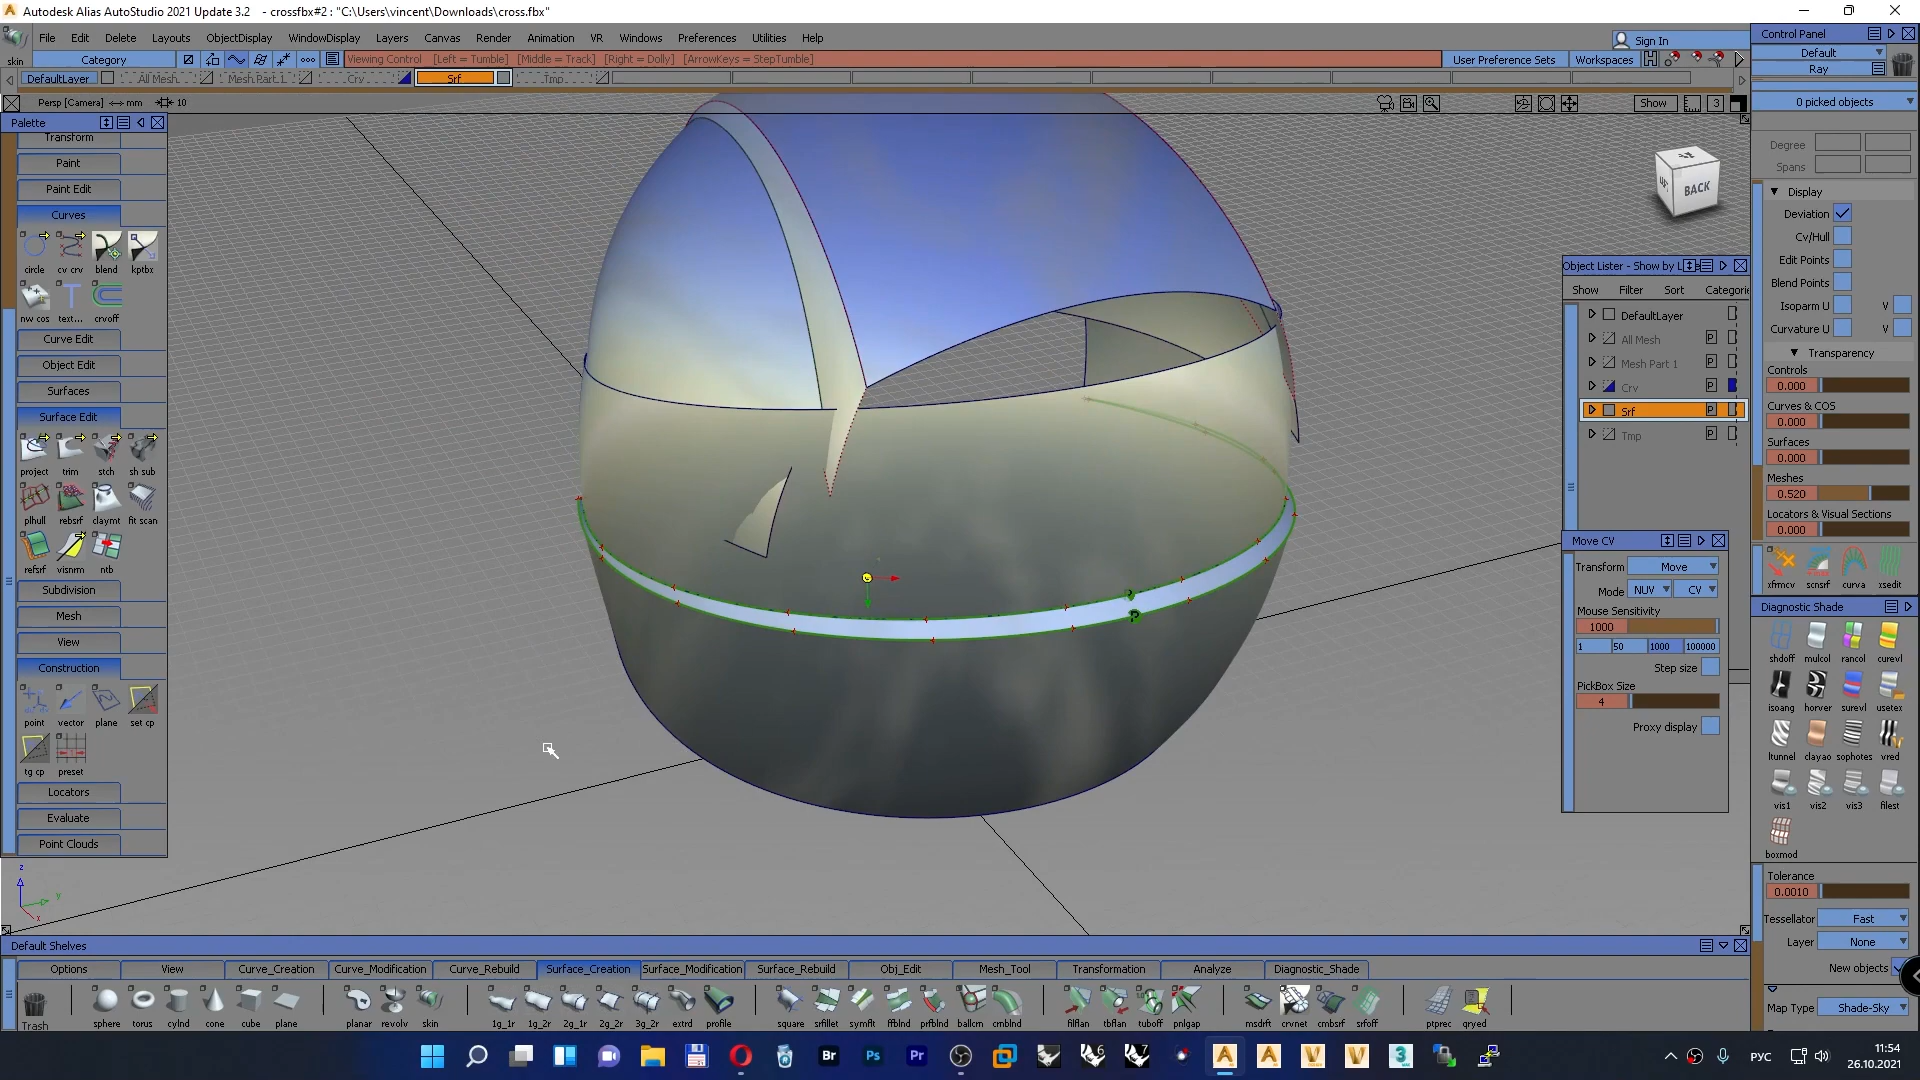 Autodesk Alias AutoStudio 2021 Update 3.2 - crossfbx#2 : "C:\Users\vincent\Downloads\cross.fbx"
File Edit Delete Layouts ObjectDisplay WindowDisplay Layers Canvas Render Animation VR Windows Preferences Utilities Help
Sign In
skin Category Viewing Control [Left = Tumble] [Middle = Track] [Right = Dolly] [ArrowKeys = StepTumble] User Preference Sets Workspaces
DefaultLayer All Mesh Mesh Part 1 Crv Srf Tmp
Persp [Camera] <-> mm 10 Show 3
Palette
Transform
Paint
Paint Edit
Curves
circle cv crv blend kptbx
nw cos text... crvoff
Curve Edit
Object Edit
Surfaces
Surface Edit
project trim stch sh sub
plhull rebsrf claymt fit scan
refsrf visnrm ntb
Subdivision
Mesh
View
Construction
point vector plane set cp
tg cp preset
Locators
Evaluate
Point Clouds
BACK
z y x
Object Lister - Show by L
Show Filter Sort Categorie
DefaultLayer
All Mesh P
Mesh Part 1 P
Crv P
Srf P
Tmp P
Move CV
Transform Move
Mode NUV CV
Mouse Sensitivity
1000
1 50 1000 100000
Step size
PickBox Size
4
Proxy display
Control Panel
Default
Ray
0 picked objects
Degree
Spans
Display
Deviation
Cv/Hull
Edit Points
Blend Points
Isoparm U V
Curvature U V
Transparency
Controls
0.000
Curves & COS
0.000
Surfaces
0.000
Meshes
0.520
Locators & Visual Sections
0.000
xfrmcv scnsrf curva xsedit
Diagnostic Shade
shdoff mulcol rancol curevl
isoang horver surevl usetex
ltunnel clayao sophotes vred
vis1 vis2 vis3 filest
boxmod
Tolerance
0.0010
Tessellator Fast
Layer None
New objects
Map Type Shade-Sky
Default Shelves
Options View Curve_Creation Curve_Modification Curve_Rebuild Surface_Creation Surface_Modification Surface_Rebuild Obj_Edit Mesh_Tool Transformation Analyze Diagnostic_Shade
Trash sphere torus cylnd cone cube plane planar revolv skin 1g_1r 1g_2r 2g_1r 2g_2r 3g_2r extrd profile square srfillet symflt ffblnd prfblnd ballcrn cmblnd filflan tbflan tuboff pnlgap msdrft crvnet cmbsrf srfoff ptprec qryed
Br Ps Pr 6 7 3
РУС
11:54
26.10.2021